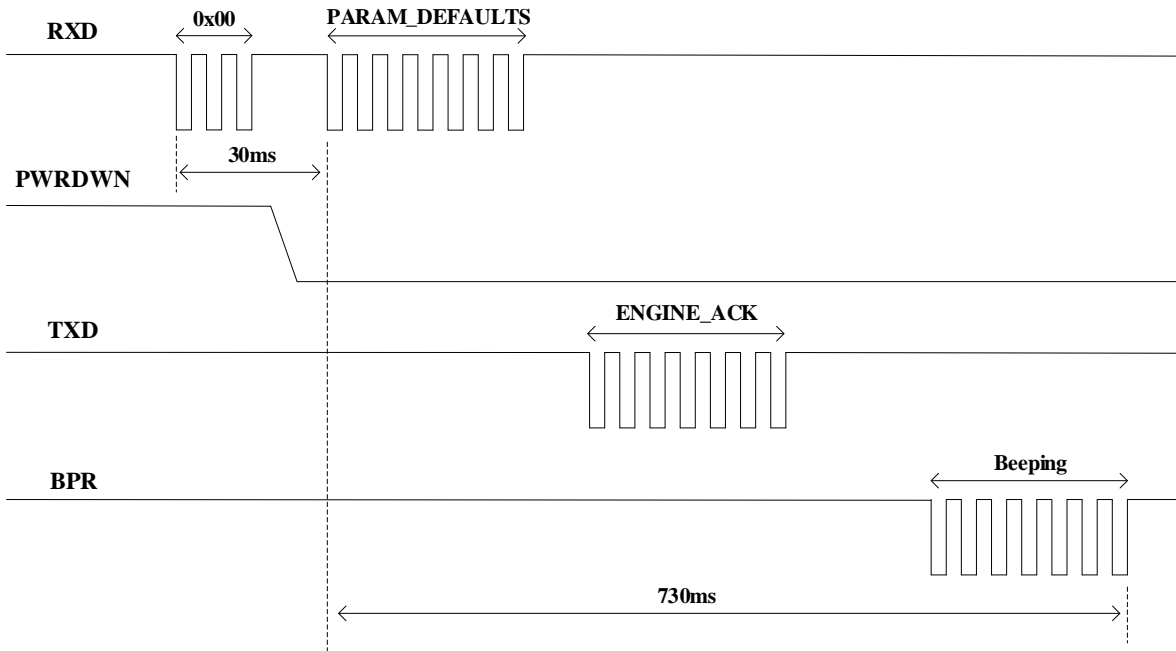 0x00
PARAM_DEFAULTS
RXD
30ms
PWRDWN
ENGINE_ACK
TXD
Beeping
BPR
730ms